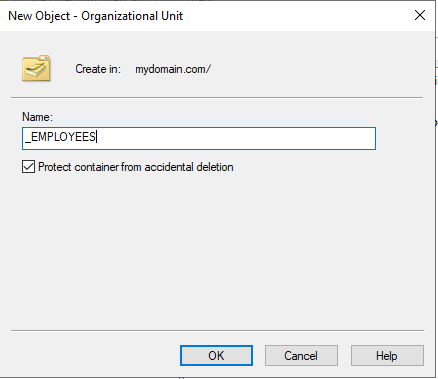 New Object - Organizational Unit
Create in: mydomain.com/
Name:
_EMPLOYEES
Protect container from accidental deletion
OK Cancel Help